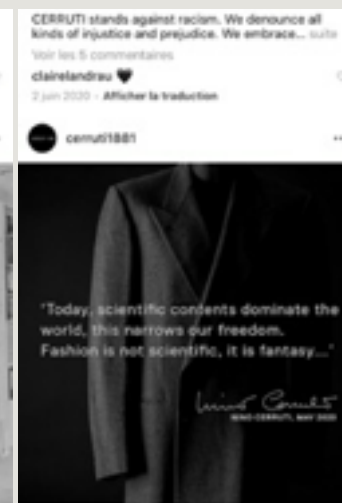 CERRUTI stands against racism. We denounce all
kinds of injustice and prejudice. We embrace... suite
Voir les 5 commentaires
clairelandrau 🖤
2 juin 2020 · Afficher la traduction
cerruti1881
"Today, scientific contents dominate the
world, this narrows our freedom.
Fashion is not scientific, it is fantasy..."
Nino Cerruti
NINO CERRUTI, MAY 2020